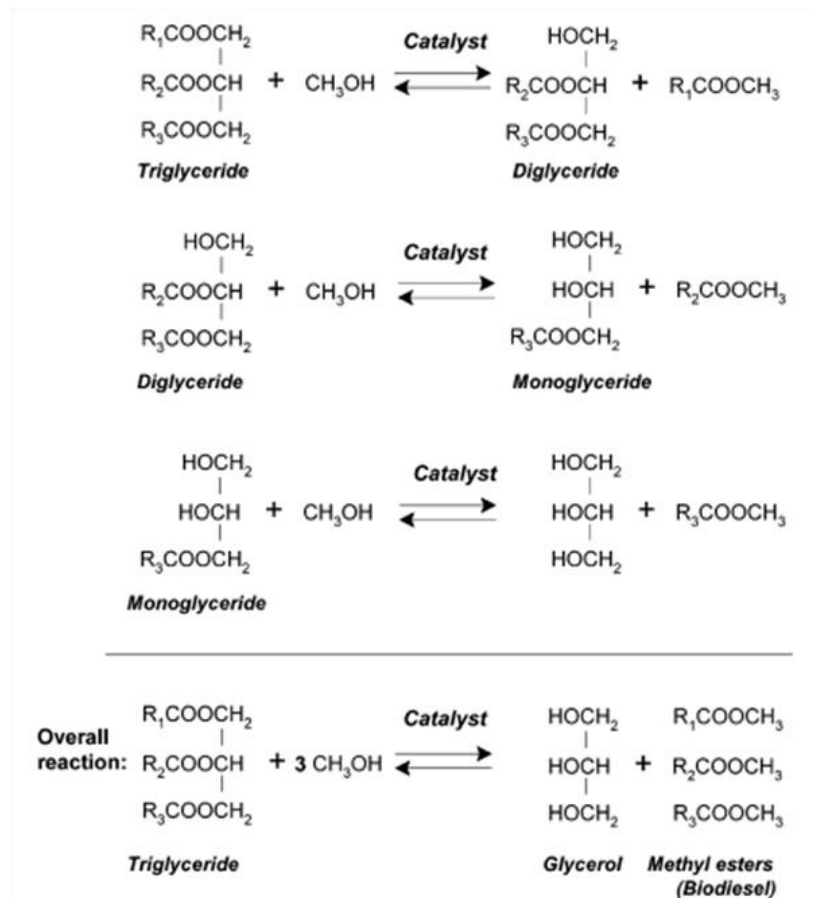 R₁COOCH₂ Catalyst HOCH₂
R₂COOCH + CH₃OH R₂COOCH + R₁COOCH₃
R₃COOCH₂ R₃COOCH₂
Triglyceride Diglyceride
HOCH₂ Catalyst HOCH₂
R₂COOCH + CH₃OH HOCH + R₂COOCH₃
R₃COOCH₂ R₃COOCH₂
Diglyceride Monoglyceride
HOCH₂ Catalyst HOCH₂
HOCH + CH₃OH HOCH + R₃COOCH₃
R₃COOCH₂ HOCH₂
Monoglyceride
R₁COOCH₂ Catalyst HOCH₂ R₁COOCH₃
Overall
reaction: R₂COOCH + 3 CH₃OH HOCH + R₂COOCH₃
R₃COOCH₂ HOCH₂ R₃COOCH₃
Triglyceride Glycerol Methyl esters
(Biodiesel)